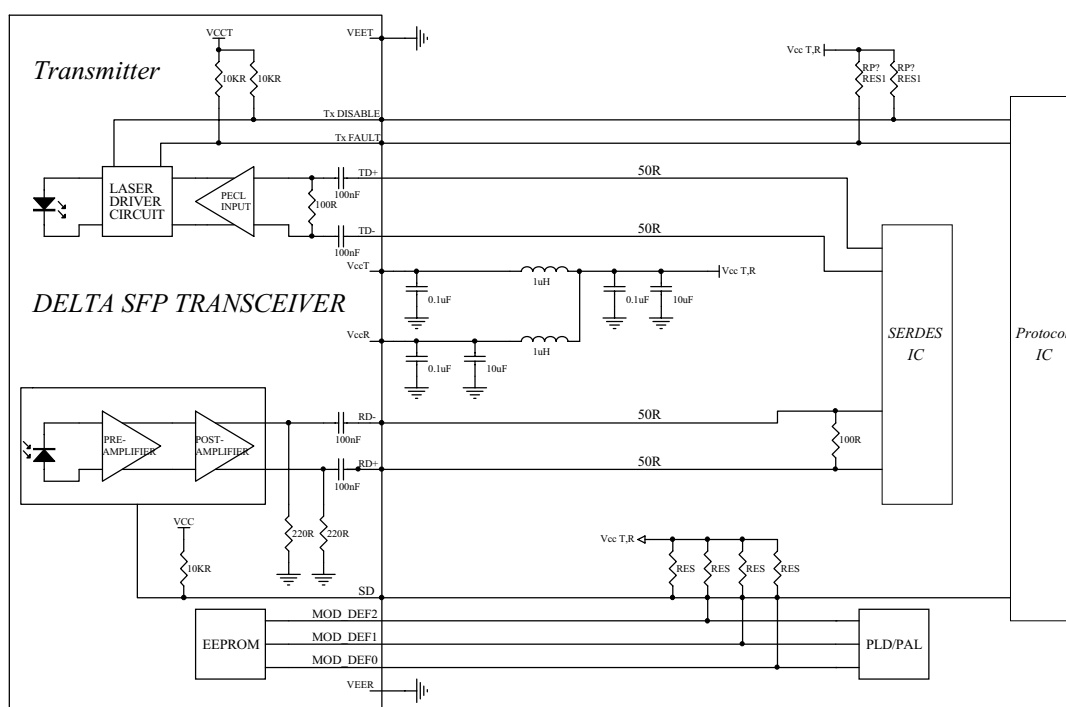 VCCT
VEET
Transmitter
10KR
10KR
Vcc T,R
RP?
RES1
RP?
RES1
Tx DISABLE
Tx FAULT
LASER
DRIVER
CIRCUIT
PECL
INPUT
100R
100nF
TD+
50R
100nF
TD-
50R
VccT
0.1uF
1uH
0.1uF
10uF
Vcc T,R
DELTA SFP TRANSCEIVER
VccR
0.1uF
10uF
1uH
SERDES
IC
Protocol
IC
PRE-
AMPLIFIER
POST-
AMPLIFIER
RD-
100nF
50R
100R
RD+
100nF
50R
VCC
10KR
220R
220R
Vcc T,R
RES
RES
RES
RES
SD
EEPROM
MOD_DEF2
MOD_DEF1
MOD_DEF0
PLD/PAL
VEER